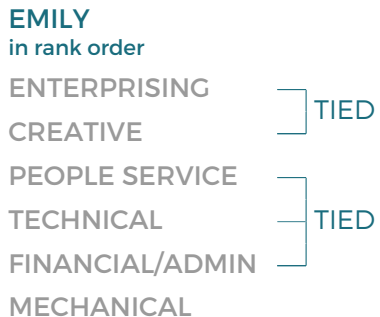 EMILY
in rank order
ENTERPRISING
TIED
CREATIVE
PEOPLE SERVICE
TECHNICAL
TIED
FINANCIAL/ADMIN
MECHANICAL